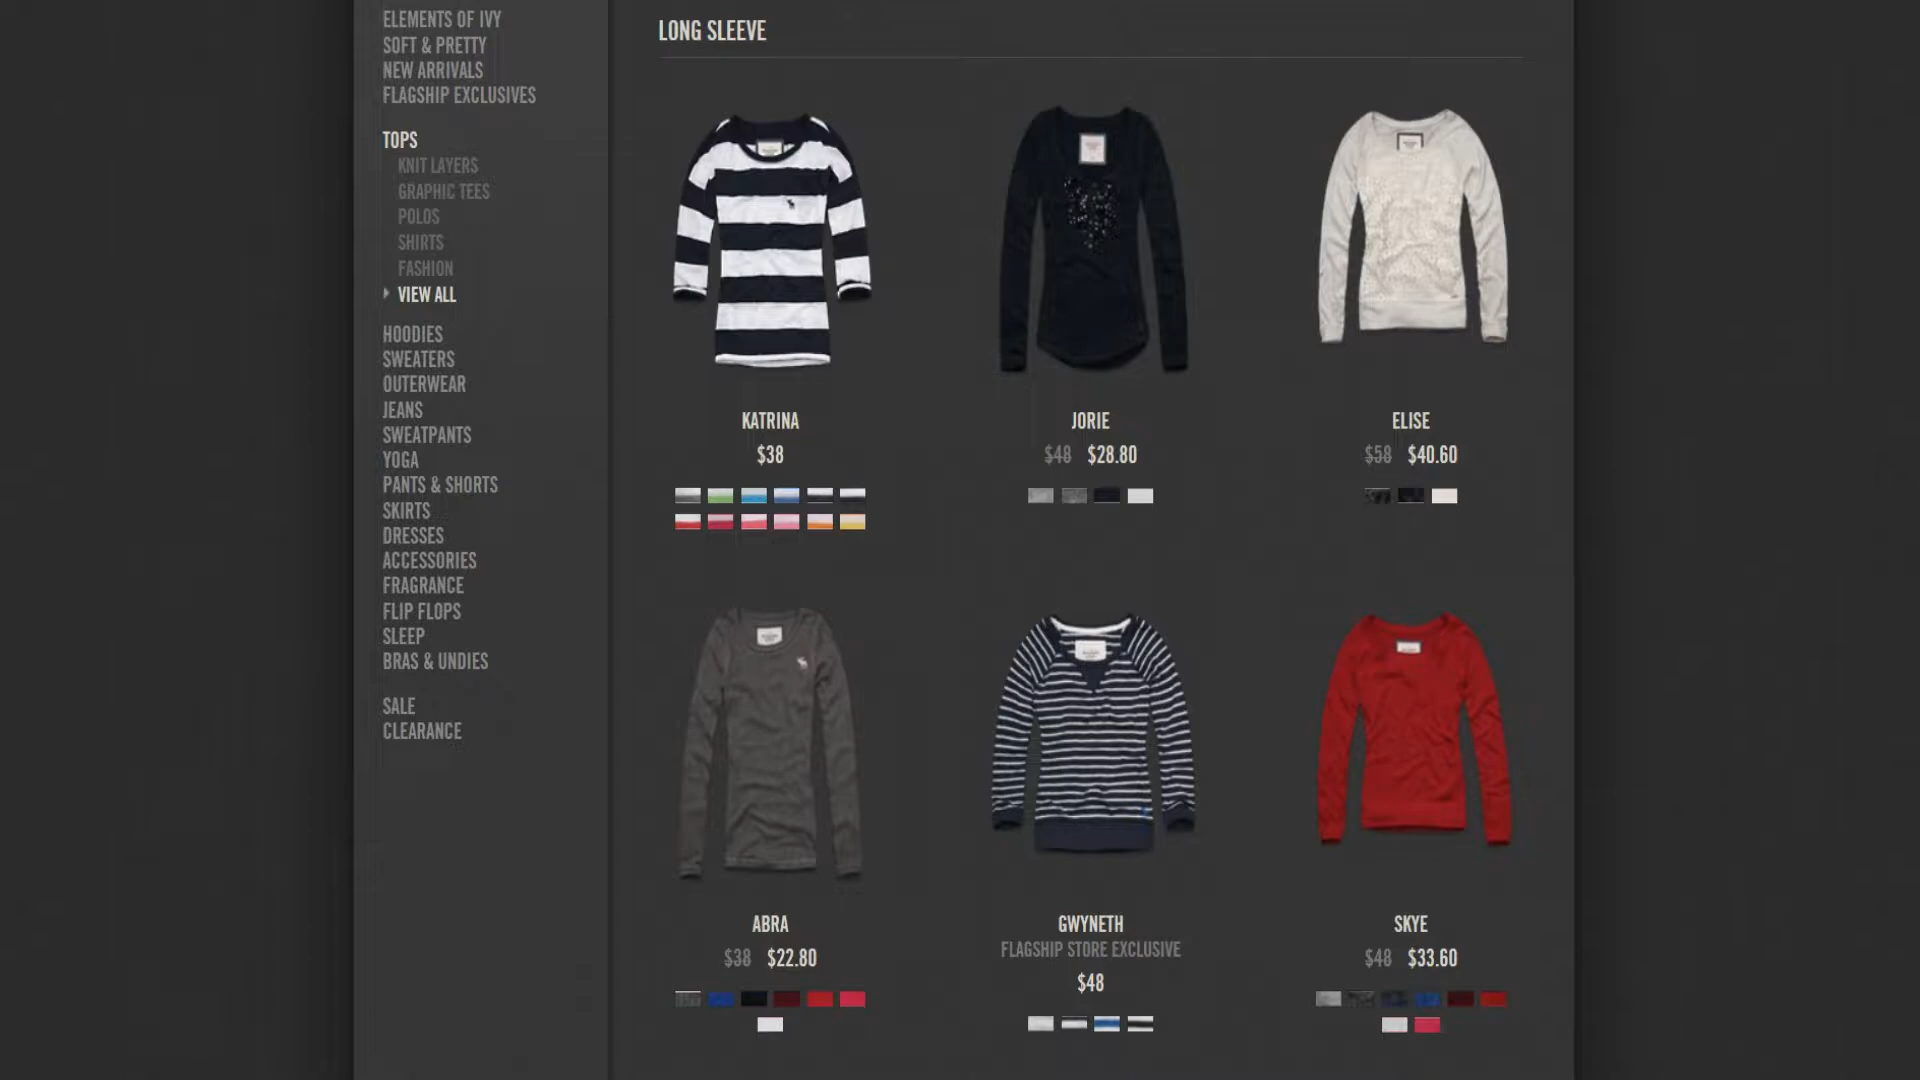 ELEMENTS OF IVY
SOFT & PRETTY
NEW ARRIVALS
FLAGSHIP EXCLUSIVES
TOPS
KNIT LAYERS
GRAPHIC TEES
POLOS
SHIRTS
FASHION
VIEW ALL
HOODIES
SWEATERS
OUTERWEAR
JEANS
SWEATPANTS
YOGA
PANTS & SHORTS
SKIRTS
DRESSES
ACCESSORIES
FRAGRANCE
FLIP FLOPS
SLEEP
BRAS & UNDIES
SALE
CLEARANCE
LONG SLEEVE
KATRINA
$38
JORIE
$48 $28.80
ELISE
$58 $40.60
ABRA
$38 $22.80
GWYNETH
FLAGSHIP STORE EXCLUSIVE
$48
SKYE
$48 $33.60